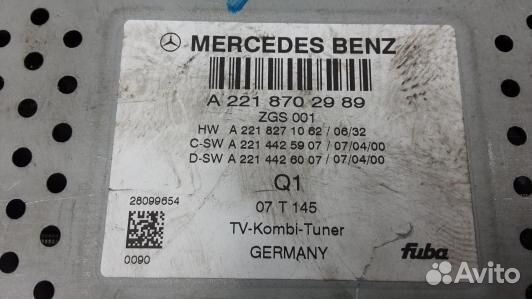 MERCEDES BENZ
A 221 870 29 89
ZGS 001
HW A 221 827 10 62 / 06/32
C-SW A 221 442 59 07 / 07/04/00
D-SW A 221 442 60 07 / 07/04/00
Q1
28099654
07 T 145
TV-Kombi-Tuner
0090
GERMANY
fuba
Avito